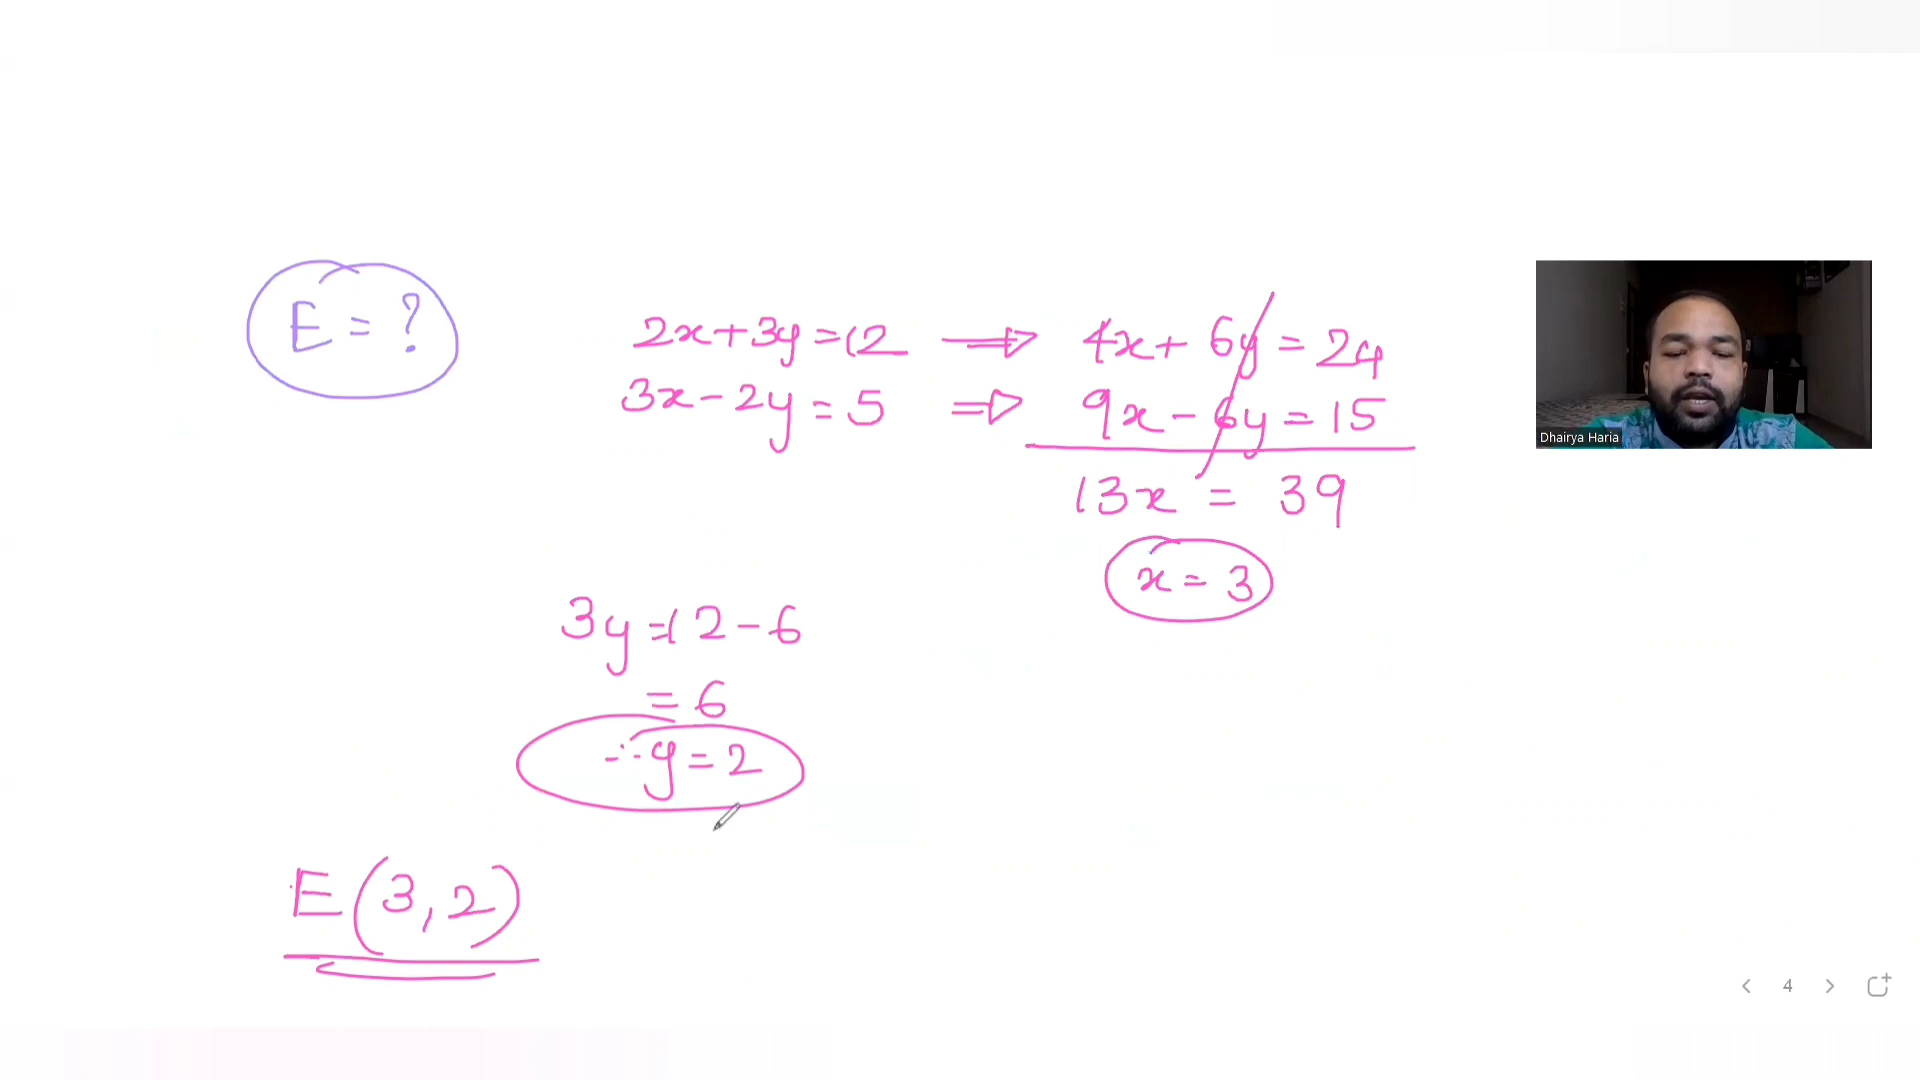 E = ?
2x+3y=12 ⇒ 4x+6y=24
3x-2y=5 ⇒ 9x-6y=15
13x = 39
x = 3
3y=12-6
= 6
∴y=2
E(3,2)
Dhairya Haria
4